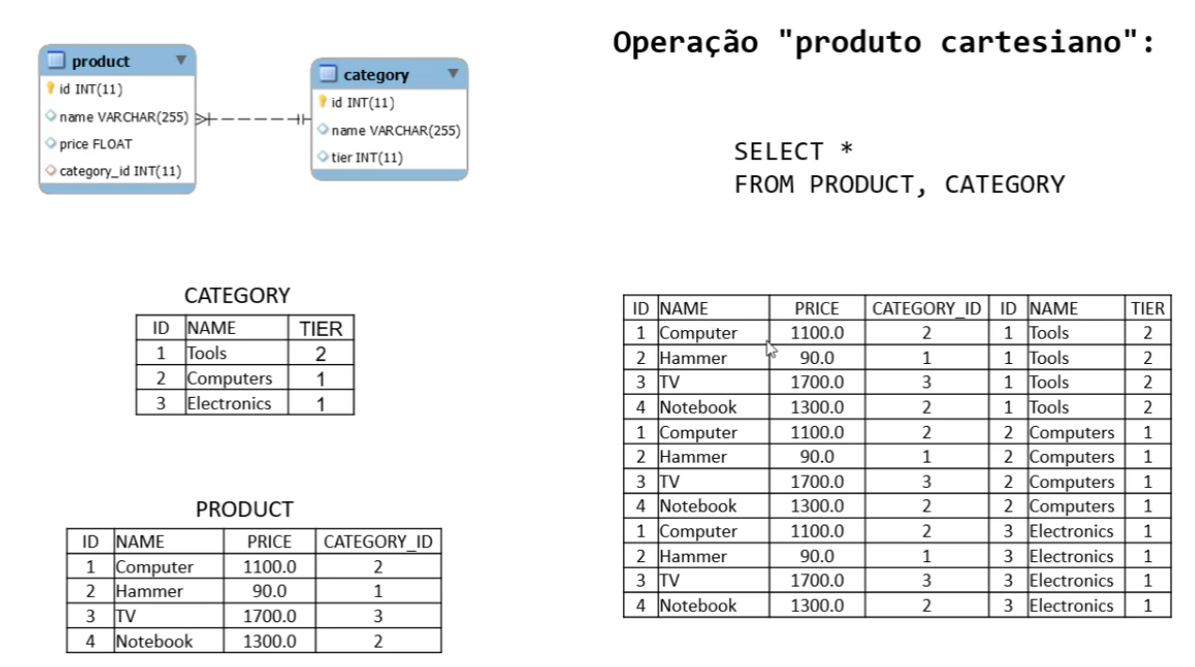 Operação "produto cartesiano":
product
id INT(11)
name VARCHAR(255)
price FLOAT
category_id INT(11)
category
id INT(11)
name VARCHAR(255)
tier INT(11)
SELECT *
FROM PRODUCT, CATEGORY
CATEGORY
ID NAME TIER
1 Tools 2
2 Computers 1
3 Electronics 1
PRODUCT
ID NAME PRICE CATEGORY_ID
1 Computer 1100.0 2
2 Hammer 90.0 1
3 TV 1700.0 3
4 Notebook 1300.0 2
ID NAME PRICE CATEGORY_ID ID NAME TIER
1 Computer 1100.0 2 1 Tools 2
2 Hammer 90.0 1 1 Tools 2
3 TV 1700.0 3 1 Tools 2
4 Notebook 1300.0 2 1 Tools 2
1 Computer 1100.0 2 2 Computers 1
2 Hammer 90.0 1 2 Computers 1
3 TV 1700.0 3 2 Computers 1
4 Notebook 1300.0 2 2 Computers 1
1 Computer 1100.0 2 3 Electronics 1
2 Hammer 90.0 1 3 Electronics 1
3 TV 1700.0 3 3 Electronics 1
4 Notebook 1300.0 2 3 Electronics 1